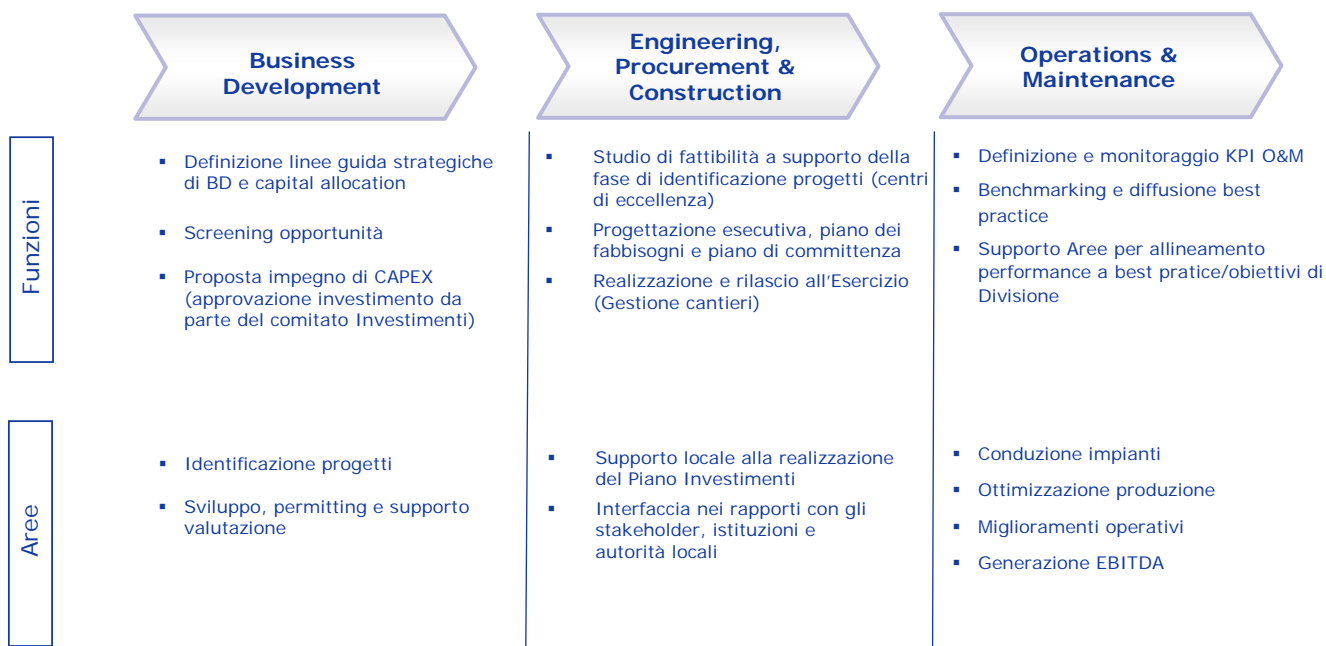 Business
Development
Engineering,
Procurement &
Construction
Operations &
Maintenance
Funzioni
▪ Definizione linee guida strategiche
di BD e capital allocation
▪ Screening opportunità
▪ Proposta impegno di CAPEX
(approvazione investimento da
parte del comitato Investimenti)
▪ Studio di fattibilità a supporto della
fase di identificazione progetti (centri
di eccellenza)
▪ Progettazione esecutiva, piano dei
fabbisogni e piano di committenza
▪ Realizzazione e rilascio all'Esercizio
(Gestione cantieri)
▪ Definizione e monitoraggio KPI O&M
▪ Benchmarking e diffusione best
practice
▪ Supporto Aree per allineamento
performance a best pratice/obiettivi di
Divisione
Aree
▪ Identificazione progetti
▪ Sviluppo, permitting e supporto
valutazione
▪ Supporto locale alla realizzazione
del Piano Investimenti
▪ Interfaccia nei rapporti con gli
stakeholder, istituzioni e
autorità locali
▪ Conduzione impianti
▪ Ottimizzazione produzione
▪ Miglioramenti operativi
▪ Generazione EBITDA